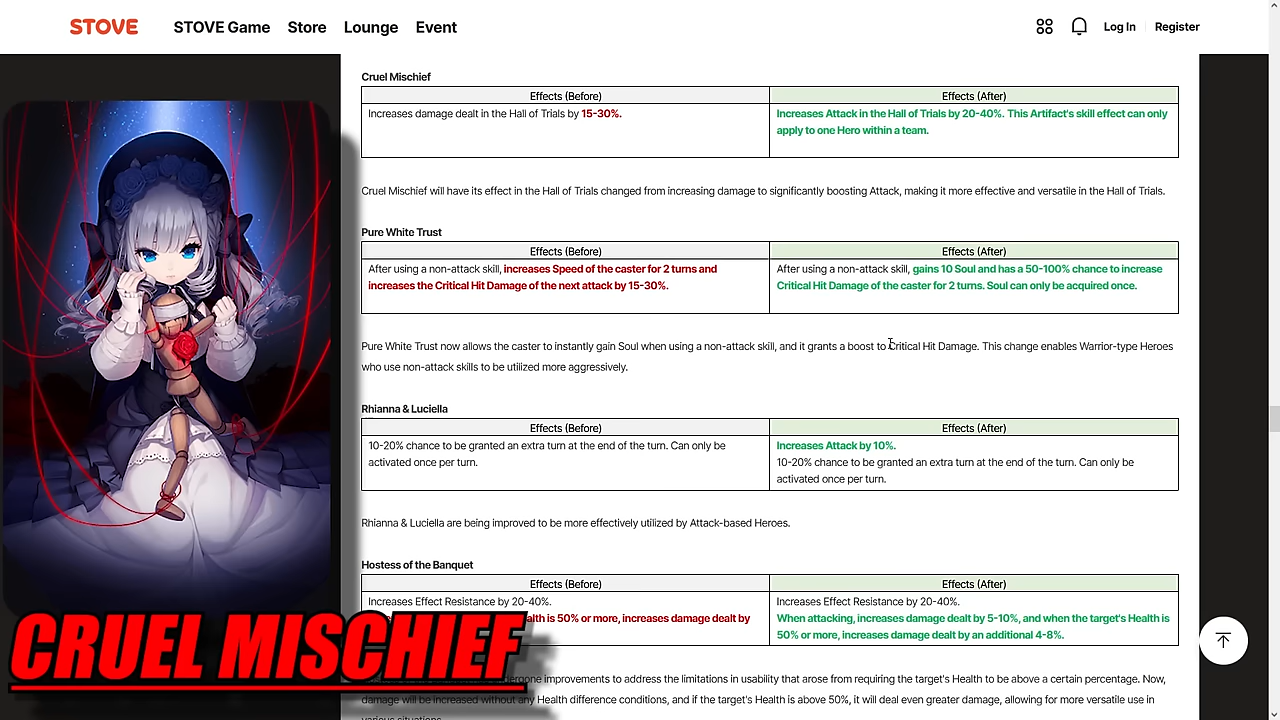 STOVE STOVE Game Store Lounge Event Log In Register
Cruel Mischief
Effects (Before) Effects (After)
Increases damage dealt in the Hall of Trials by 15-30%.
Increases Attack in the Hall of Trials by 20-40%. This Artifact's skill effect can only
apply to one Hero within a team.
Cruel Mischief will have its effect in the Hall of Trials changed from increasing damage to significantly boosting Attack, making it more effective and versatile in the Hall of Trials.
Pure White Trust
Effects (Before) Effects (After)
After using a non-attack skill, increases Speed of the caster for 2 turns and
increases the Critical Hit Damage of the next attack by 15-30%.
After using a non-attack skill, gains 10 Soul and has a 50-100% chance to increase
Critical Hit Damage of the caster for 2 turns. Soul can only be acquired once.
Pure White Trust now allows the caster to instantly gain Soul when using a non-attack skill, and it grants a boost to Critical Hit Damage. This change enables Warrior-type Heroes
who use non-attack skills to be utilized more aggressively.
Rhianna & Luciella
Effects (Before) Effects (After)
10-20% chance to be granted an extra turn at the end of the turn. Can only be
activated once per turn.
Increases Attack by 10%.
10-20% chance to be granted an extra turn at the end of the turn. Can only be
activated once per turn.
Rhianna & Luciella are being improved to be more effectively utilized by Attack-based Heroes.
Hostess of the Banquet
Effects (Before) Effects (After)
Increases Effect Resistance by 20-40%.
is 50% or more, increases damage dealt by
Increases Effect Resistance by 20-40%.
When attacking, increases damage dealt by 5-10%, and when the target's Health is
50% or more, increases damage dealt by an additional 4-8%.
CRUEL MISCHIEF
improvements to address the limitations in usability that arose from requiring the target's Health to be above a certain percentage. Now,
damage will be increased without any Health difference conditions, and if the target's Health is above 50%, it will deal even greater damage, allowing for more versatile use in
various situations.